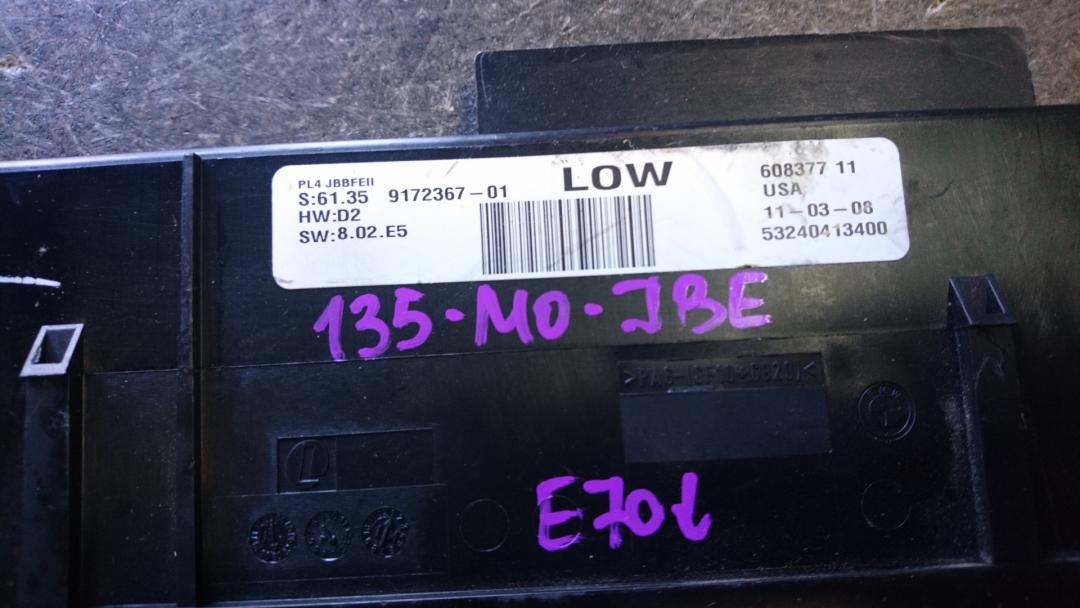 PL4 JBBFEII
S:61.35 9172367-01
HW:D2
SW:8.02.E5
LOW
608377 11
USA
11-03-08
53240413400
135-MO-JBE
L
E70l